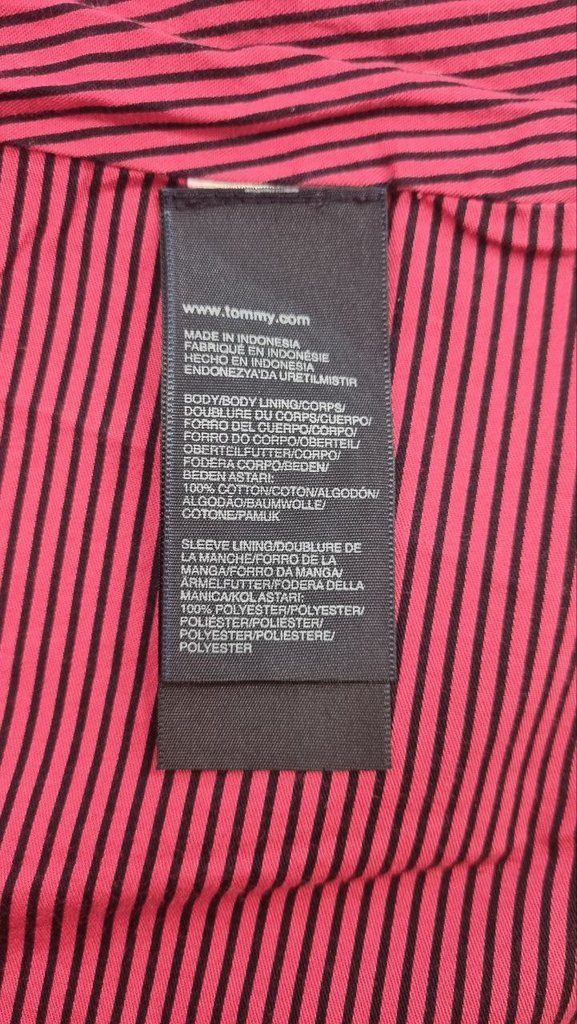 www.tommy.com
MADE IN INDONESIA
FABRIQUÉ EN INDONÉSIE
HECHO EN INDONESIA
ENDONEZYA'DA URETILMISTIR
BODY/BODY LINING/CORPS/
DOUBLURE DU CORPS/CUERPO/
FORRO DEL CUERPO/CORPO/
FORRO DO CORPO/OBERTEIL/
OBERTEILFUTTER/CORPO/
FODERA CORPO/BEDEN/
BEDEN ASTARI:
100% COTTON/COTON/ALGODÓN/
ALGODÃO/BAUMWOLLE/
COTONE/PAMUK
SLEEVE LINING/DOUBLURE DE
LA MANCHE/FORRO DE LA
MANGA/FORRO DA MANGA/
ÄRMELFUTTER/FODERA DELLA
MANICA/KOL ASTARI:
100% POLYESTER/POLYESTER/
POLIÉSTER/POLIÉSTER/
POLYESTER/POLIESTERE/
POLYESTER